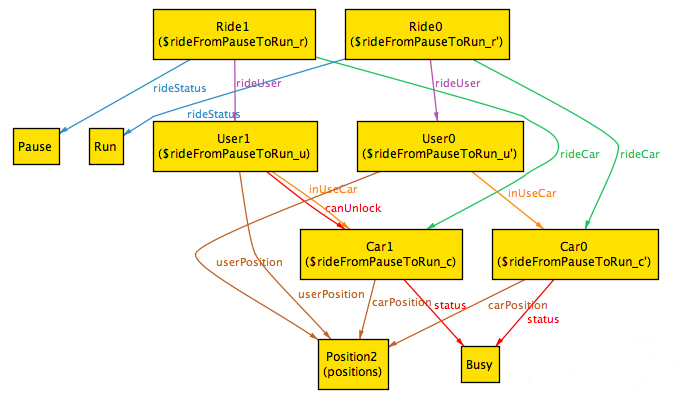 Ride1
($rideFromPauseToRun_r)
Ride0
($rideFromPauseToRun_r')
rideStatus
rideUser
rideUser
rideStatus
Pause
Run
User1
($rideFromPauseToRun_u)
User0
($rideFromPauseToRun_u')
rideCar
rideCar
inUseCar
canUnlock
inUseCar
Car1
($rideFromPauseToRun_c)
Car0
($rideFromPauseToRun_c')
userPosition
userPosition
carPosition
status
carPosition
status
Position2
(positions)
Busy